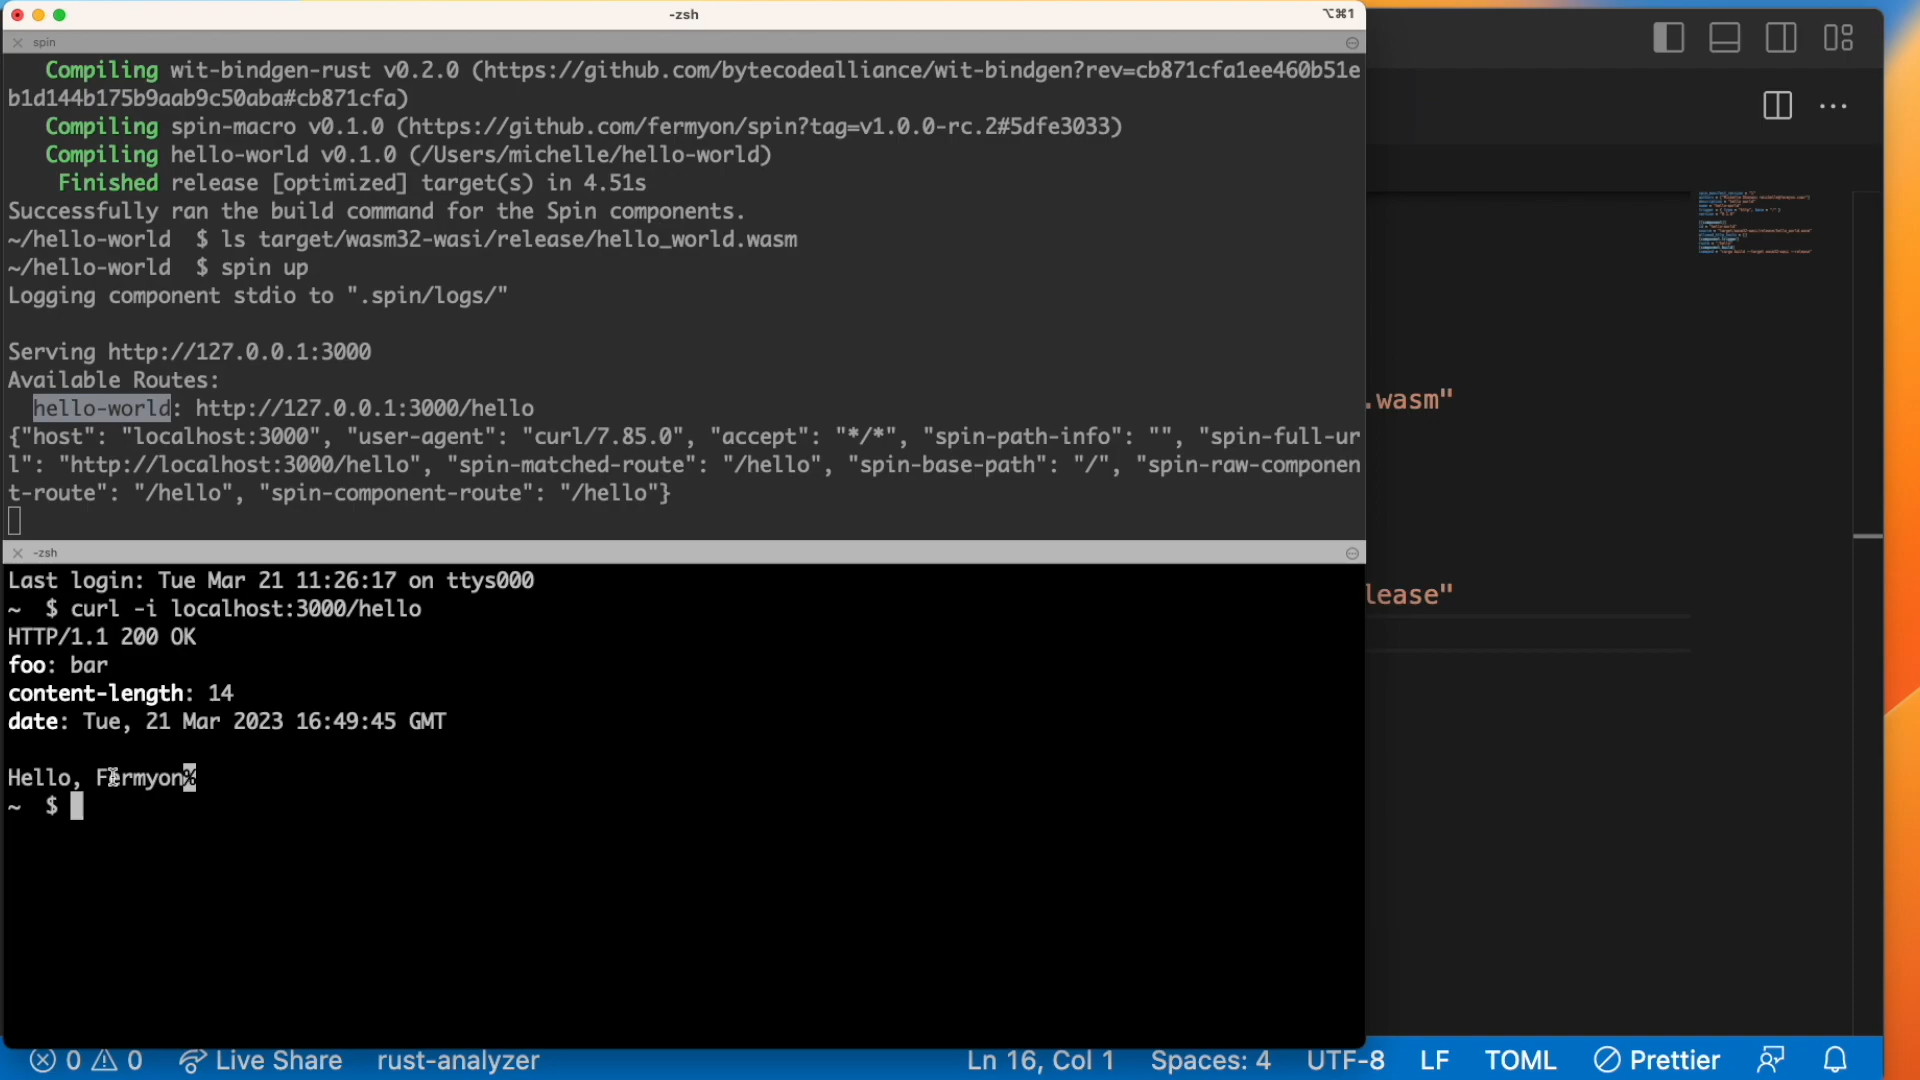 -zsh
⌥⌘1
spin
Compiling wit-bindgen-rust v0.2.0 (https://github.com/bytecodealliance/wit-bindgen?rev=cb871cfa1ee460b51e
b1d144b175b9aab9c50aba#cb871cfa)
Compiling spin-macro v0.1.0 (https://github.com/fermyon/spin?tag=v1.0.0-rc.2#5dfe3033)
Compiling hello-world v0.1.0 (/Users/michelle/hello-world)
Finished release [optimized] target(s) in 4.51s
Successfully ran the build command for the Spin components.
~/hello-world $ ls target/wasm32-wasi/release/hello_world.wasm
~/hello-world $ spin up
Logging component stdio to ".spin/logs/"
Serving http://127.0.0.1:3000
Available Routes:
hello-world: http://127.0.0.1:3000/hello
{"host": "localhost:3000", "user-agent": "curl/7.85.0", "accept": "*/*", "spin-path-info": "", "spin-full-ur
l": "http://localhost:3000/hello", "spin-matched-route": "/hello", "spin-base-path": "/", "spin-raw-componen
t-route": "/hello", "spin-component-route": "/hello"}
-zsh
Last login: Tue Mar 21 11:26:17 on ttys000
~ $ curl -i localhost:3000/hello
HTTP/1.1 200 OK
foo: bar
content-length: 14
date: Tue, 21 Mar 2023 16:49:45 GMT
Hello, Fermyon%
~ $
.wasm"
lease"
0 0 Live Share rust-analyzer Ln 16, Col 1 Spaces: 4 UTF-8 LF TOML Prettier